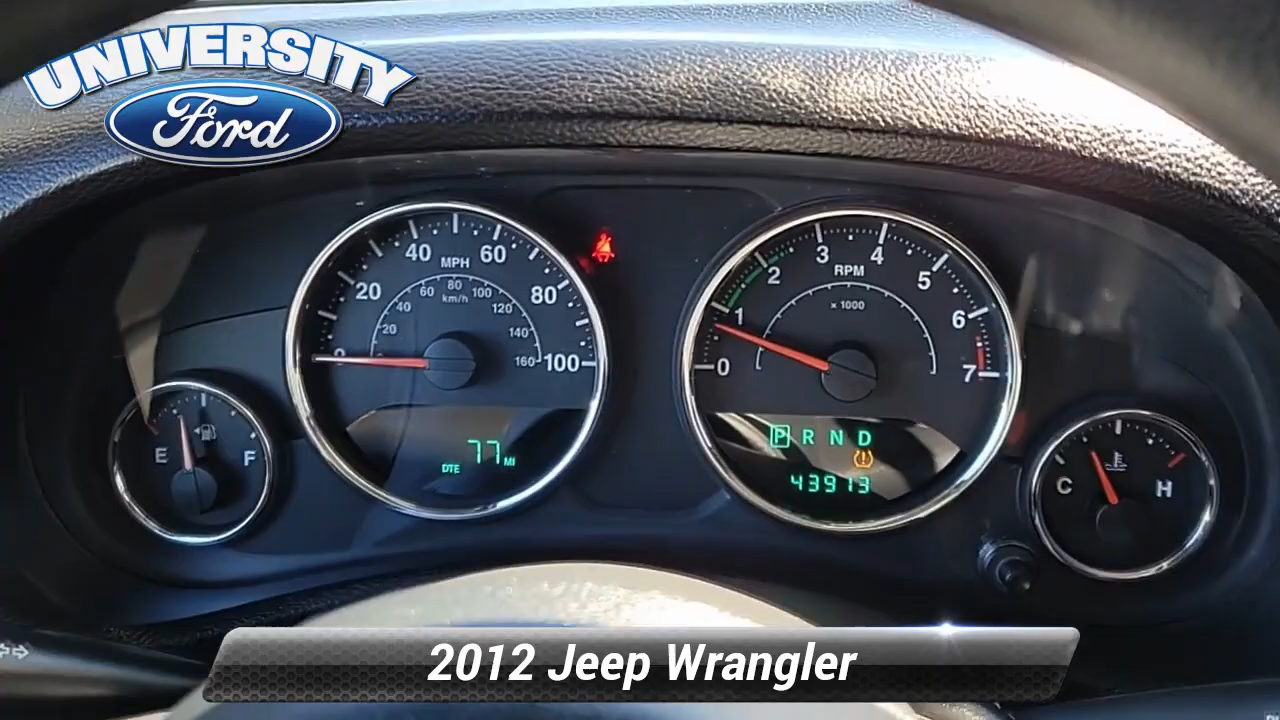 UNIVERSITY
Ford
20 40 60 80 100
MPH
20 40 60 80 100 120 140 160
km/h
77 MI
DTE
0 1 2 3 4 5 6 7
RPM
x 1000
P R N D
43913
E F
C H
2012 Jeep Wrangler